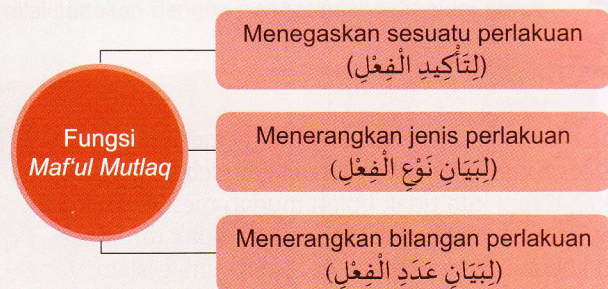 Fungsi
Maf‘ul Mutlaq
Menegaskan sesuatu perlakuan
(لِتَأْكِيدِ الْفِعْلِ)
Menerangkan jenis perlakuan
(لِبَيَانِ نَوْعِ الْفِعْلِ)
Menerangkan bilangan perlakuan
(لِبَيَانِ عَدَدِ الْفِعْلِ)